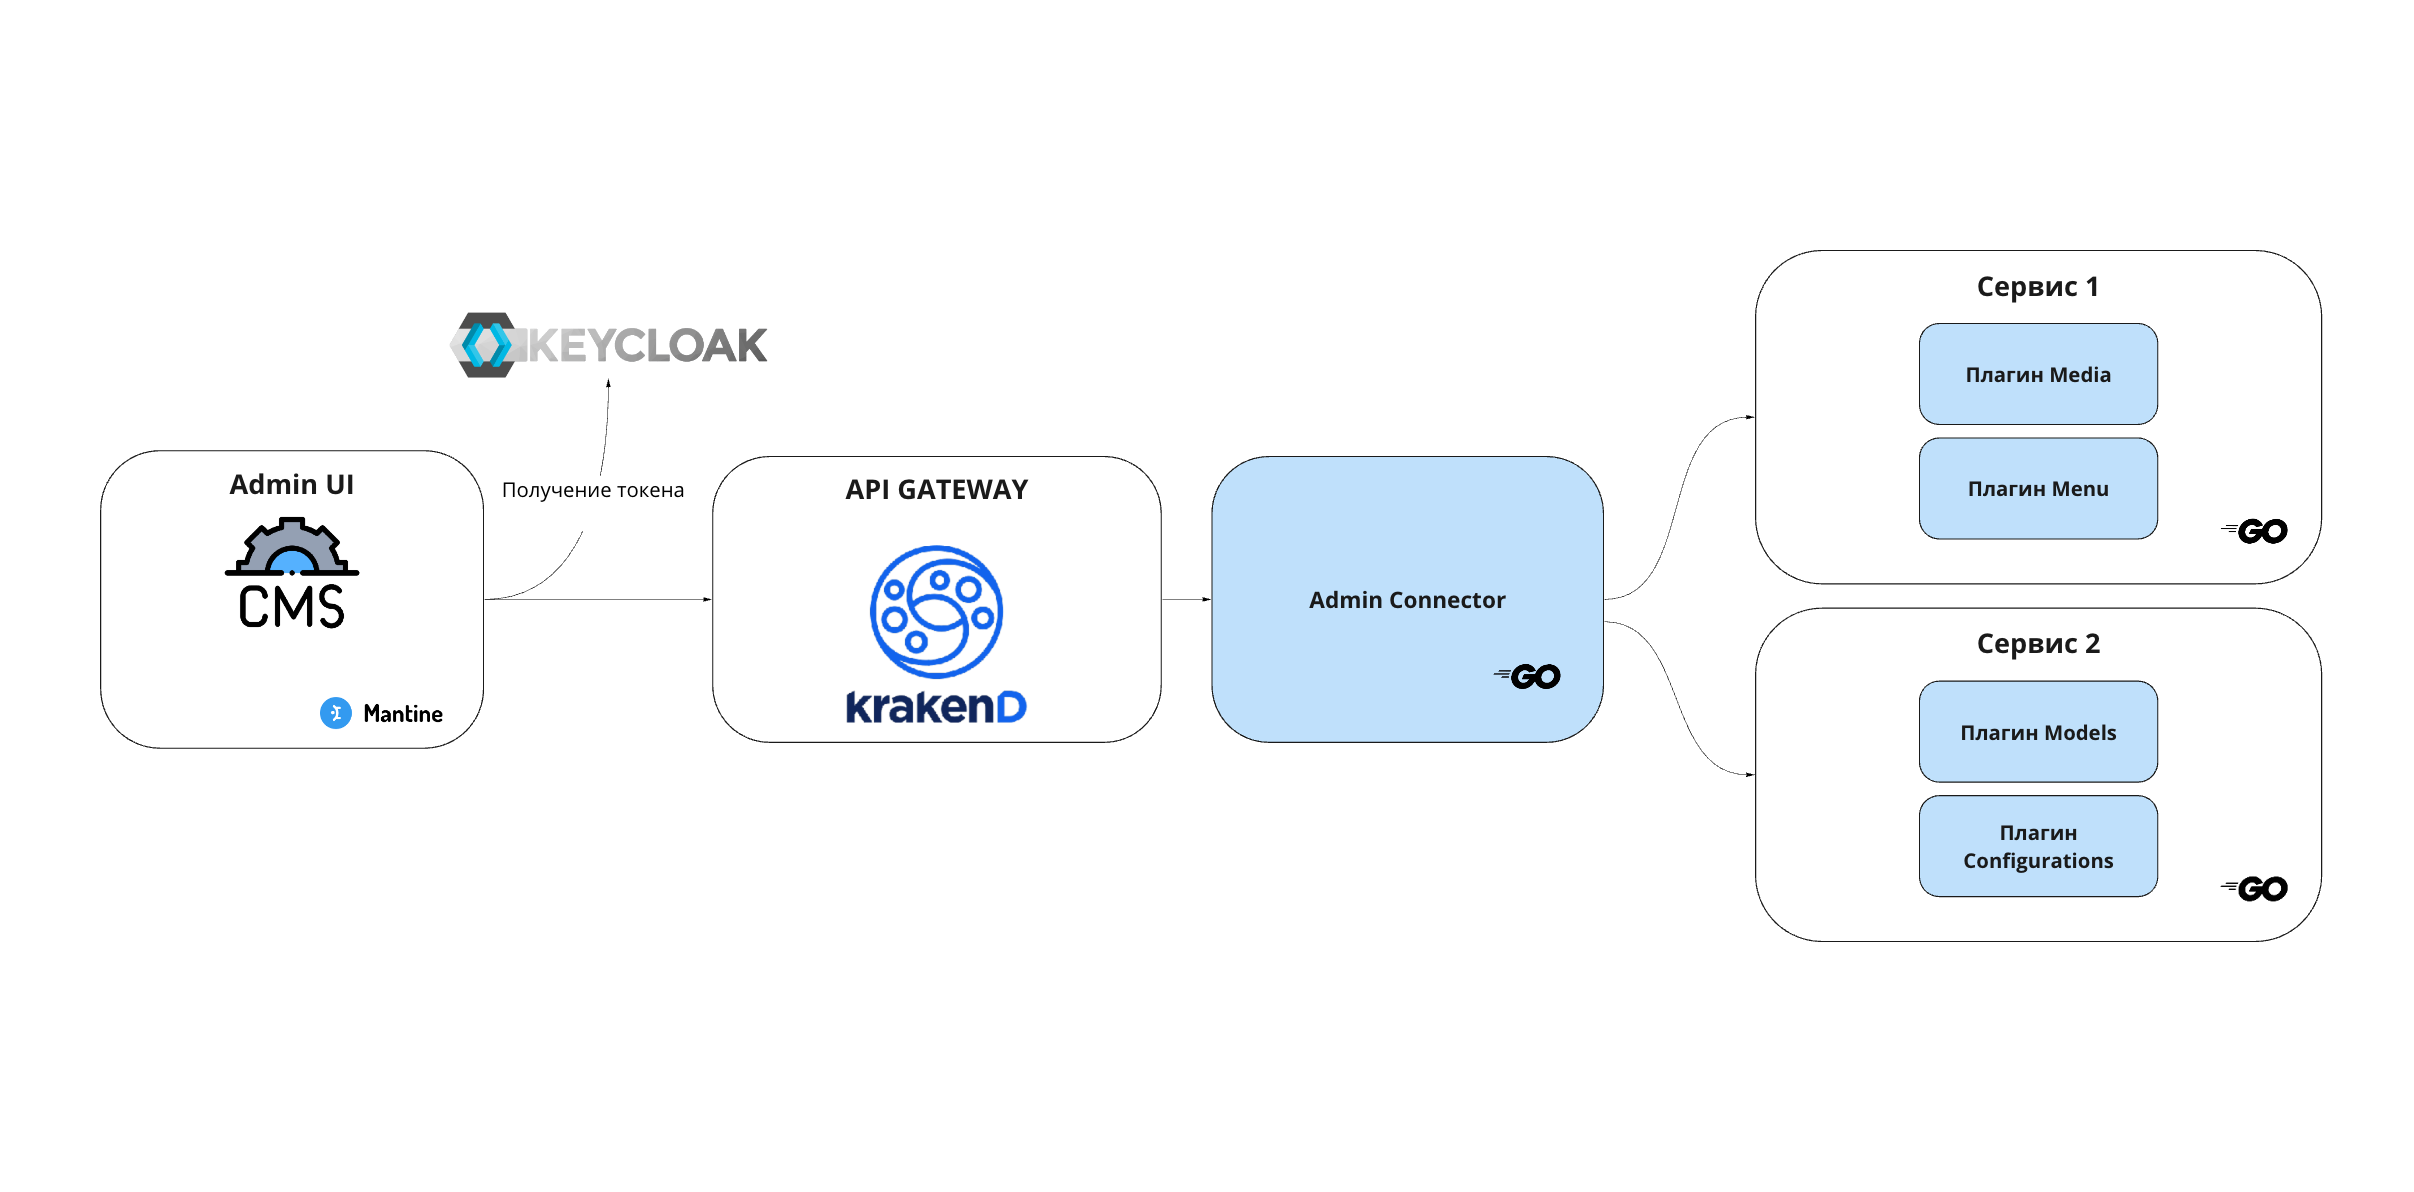 KEYCLOAK
Получение токена
Admin UI
CMS
Mantine
API GATEWAY
krakenD
Admin Connector
GO
Сервис 1
Плагин Media
Плагин Menu
GO
Сервис 2
Плагин Models
Плагин
Configurations
GO